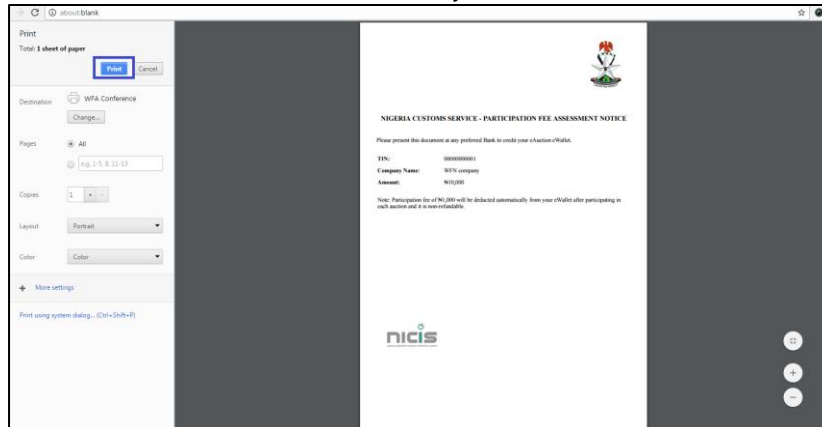 about:blank
Print
Total: 1 sheet of paper
Print Cancel
Destination WFA Conference
Change...
Pages All
e.g. 1-5, 8, 11-13
Copies 1 + -
Layout Portrait
Color Color
+ More settings
Print using system dialog... (Ctrl+Shift+P)
NIGERIA CUSTOMS SERVICE - PARTICIPATION FEE ASSESSMENT NOTICE
Please present this document at any preferred Bank to credit your eAuction eWallet.
TIN: 00000000001
Company Name: WFN company
Amount: ₦10,000
Note: Participation fee of ₦1,000 will be deducted automatically from your eWallet after participating in
each auction and it is non-refundable.
nicis
+
−